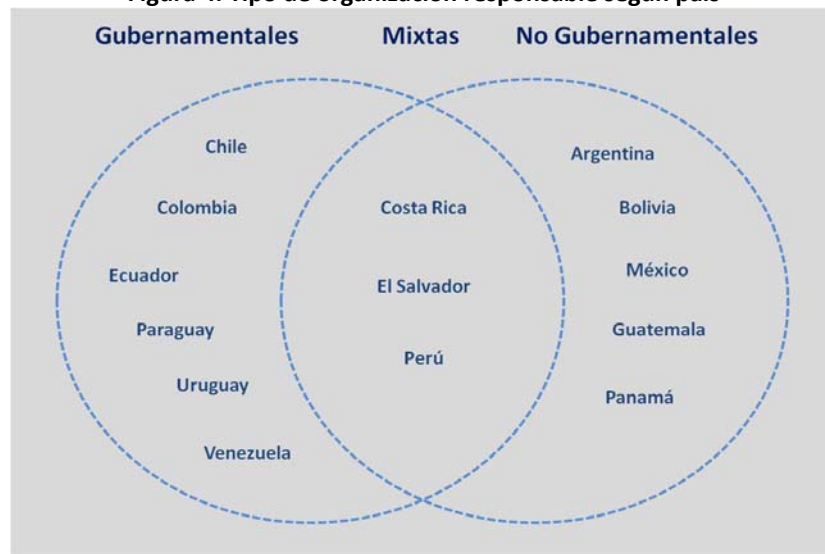 Gubernamentales Mixtas No Gubernamentales
Chile
Argentina
Colombia Costa Rica Bolivia
Ecuador México
El Salvador
Paraguay Guatemala
Perú
Uruguay Panamá
Venezuela